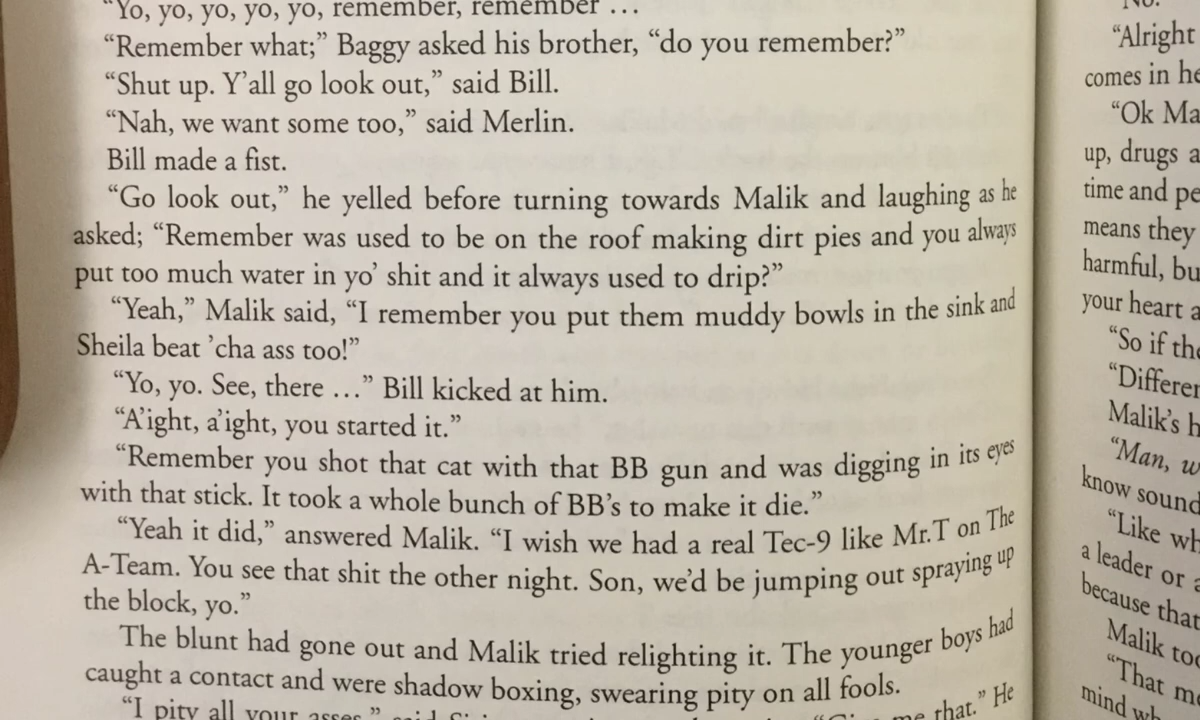 "Yo, yo, yo, yo, yo, remember, remember …
"Remember what;" Baggy asked his brother, "do you remember?"
"Shut up. Y'all go look out," said Bill.
"Nah, we want some too," said Merlin.
Bill made a fist.
"Go look out," he yelled before turning towards Malik and laughing as he
asked; "Remember was used to be on the roof making dirt pies and you always
put too much water in yo' shit and it always used to drip?"
"Yeah," Malik said, "I remember you put them muddy bowls in the sink and
Sheila beat 'cha ass too!"
"Yo, yo. See, there …" Bill kicked at him.
"A'ight, a'ight, you started it."
"Remember you shot that cat with that BB gun and was digging in its eyes
with that stick. It took a whole bunch of BB's to make it die."
"Yeah it did," answered Malik. "I wish we had a real Tec-9 like Mr.T on The
A-Team. You see that shit the other night. Son, we'd be jumping out spraying up
the block, yo."
The blunt had gone out and Malik tried relighting it. The younger boys had
caught a contact and were shadow boxing, swearing pity on all fools.
"I pity all your asses," said me that." He
"No.
"Alright
comes in
"Ok
up, drugs
time and
means they
harmful,
your heart
"So if
Malik's
"Man,
know
"Like
a leader or
because that
Malik
"That
mind